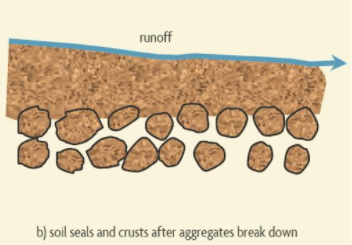 runoff
b) soil seals and crusts after aggregates break down